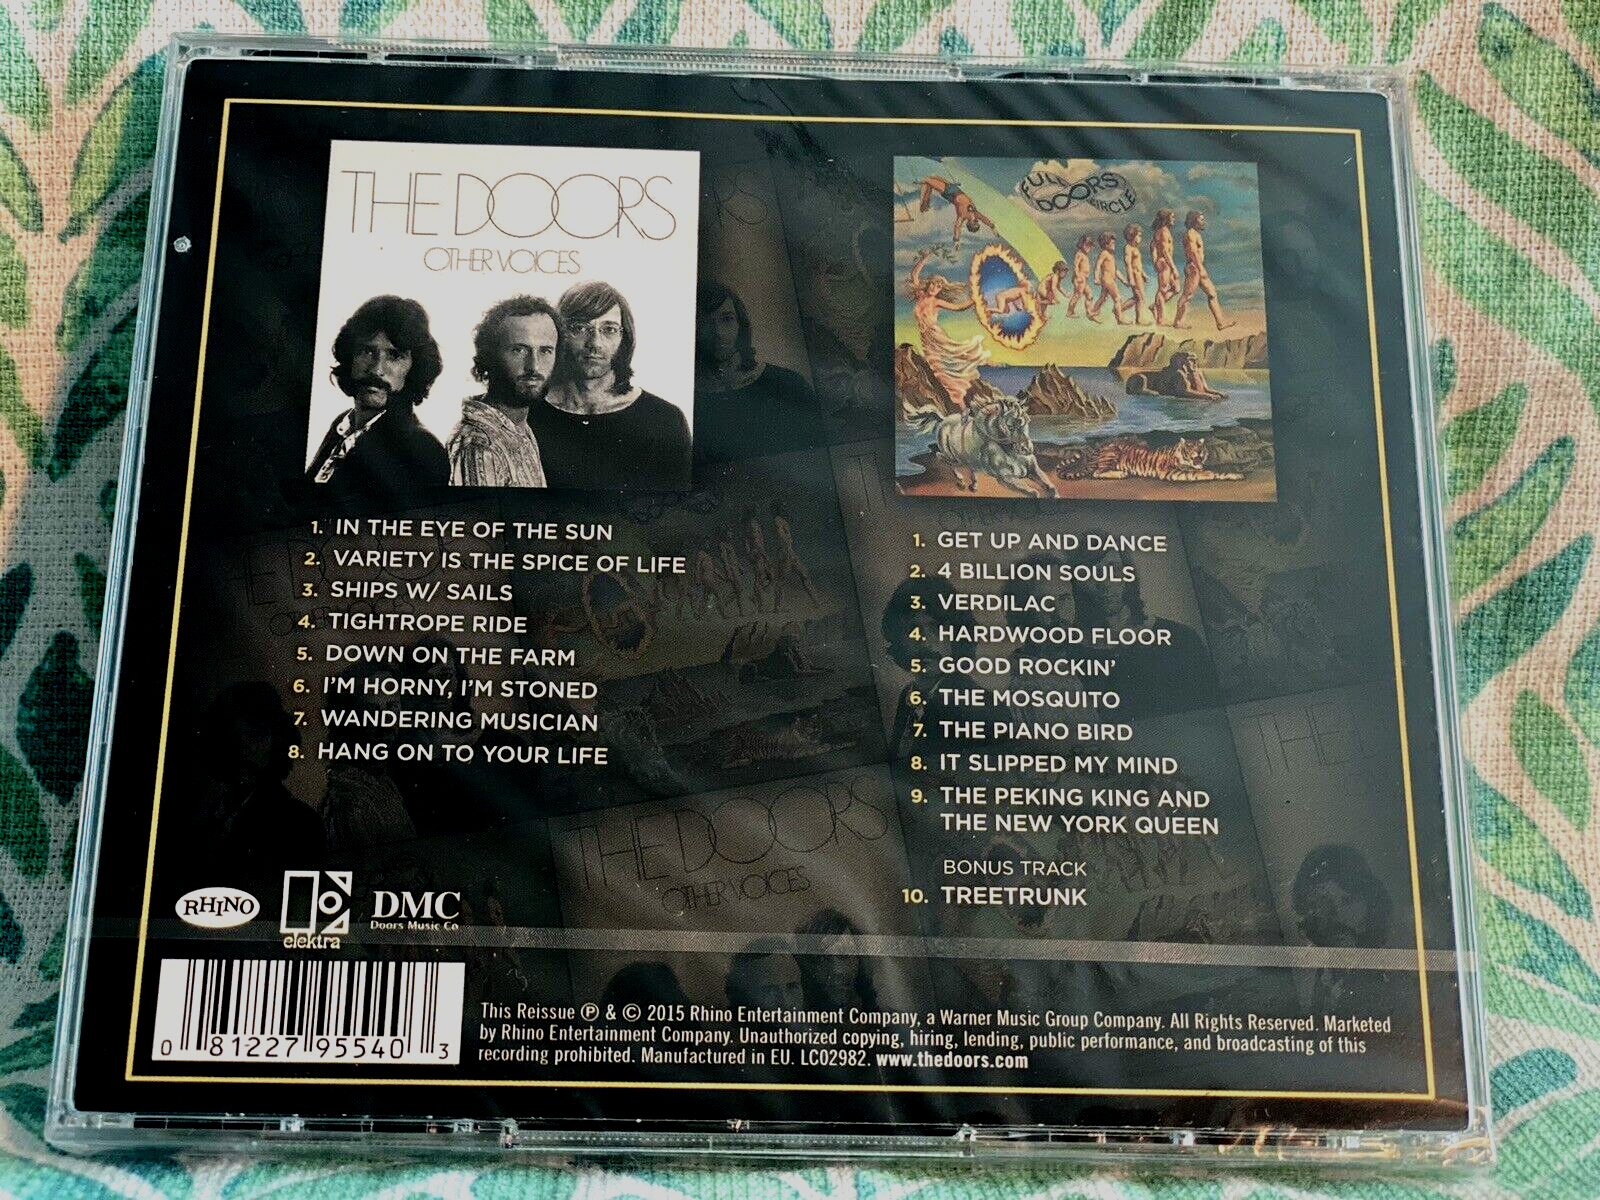 THE DOORS
OTHER VOICES
1. IN THE EYE OF THE SUN
2. VARIETY IS THE SPICE OF LIFE
3. SHIPS W/ SAILS
4. TIGHTROPE RIDE
5. DOWN ON THE FARM
6. I'M HORNY, I'M STONED
7. WANDERING MUSICIAN
8. HANG ON TO YOUR LIFE
FULL
DOORS
CIRCLE
1. GET UP AND DANCE
2. 4 BILLION SOULS
3. VERDILAC
4. HARDWOOD FLOOR
5. GOOD ROCKIN'
6. THE MOSQUITO
7. THE PIANO BIRD
8. IT SLIPPED MY MIND
9. THE PEKING KING AND
THE NEW YORK QUEEN
BONUS TRACK
10. TREETRUNK
THE DOORS
OTHER VOICES
RHINO
elektra
DMC
Doors Music Co
0 81227 95540 3
This Reissue ℗ & © 2015 Rhino Entertainment Company, a Warner Music Group Company. All Rights Reserved. Marketed
by Rhino Entertainment Company. Unauthorized copying, hiring, lending, public performance, and broadcasting of this
recording prohibited. Manufactured in EU. LC02982. www.thedoors.com